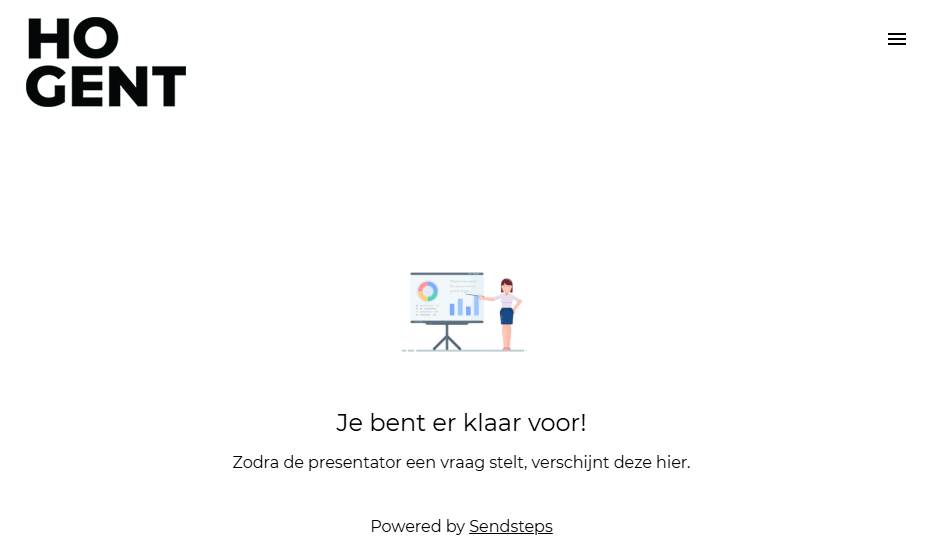 HO
GENT
Je bent er klaar voor!
Zodra de presentator een vraag stelt, verschijnt deze hier.
Powered by Sendsteps